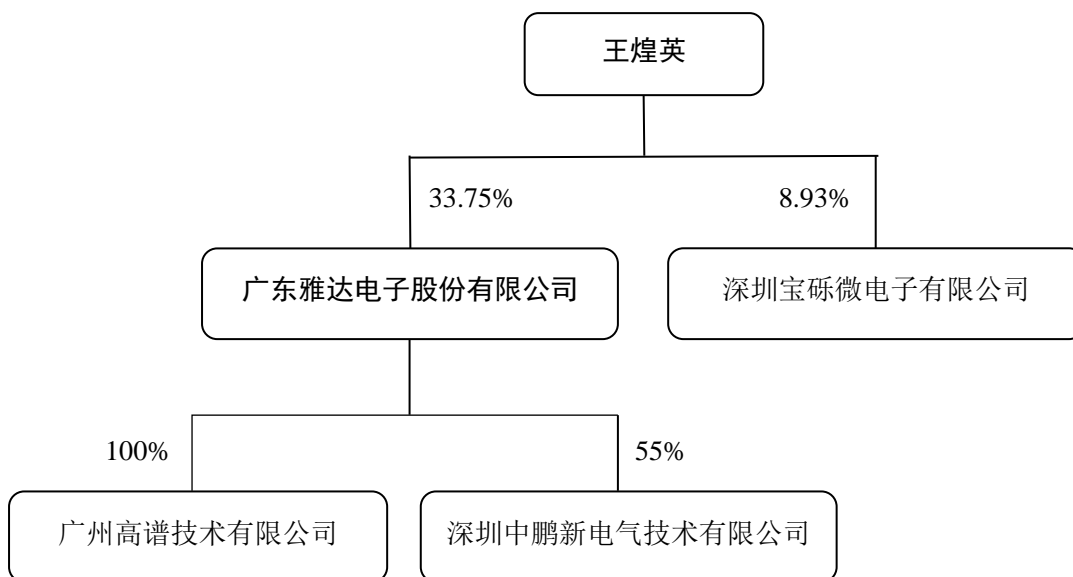 王煌英
33.75%
8.93%
广东雅达电子股份有限公司
深圳宝砾微电子有限公司
100%
55%
广州高谱技术有限公司
深圳中鹏新电气技术有限公司